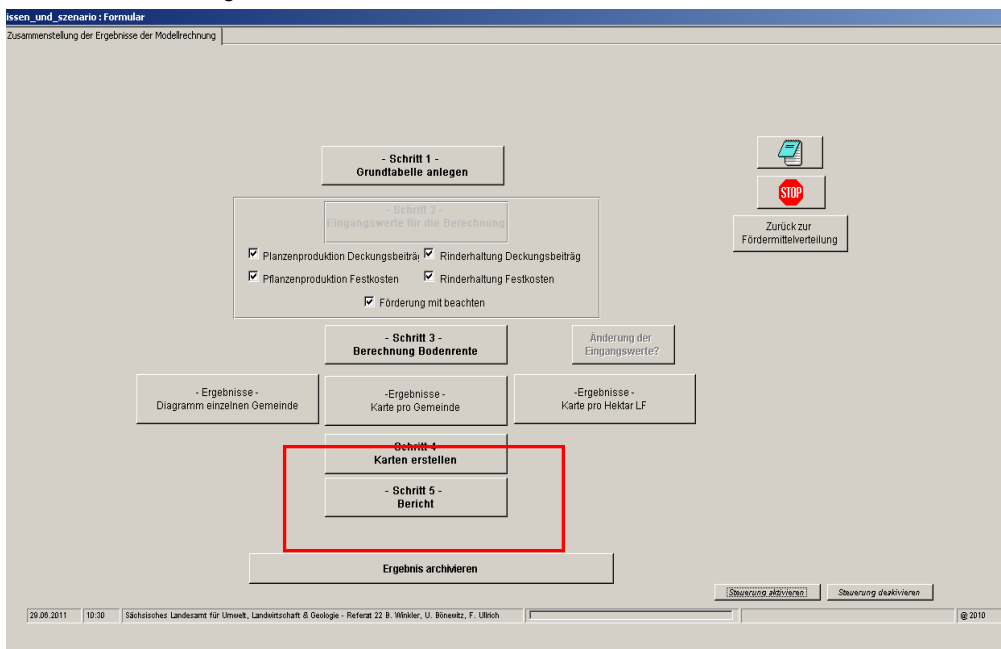 issen_und_szenario : Formular
Zusammenstellung der Ergebnisse der Modellrechnung
- Schritt 1 -
Grundtabelle anlegen
STOP
- Schritt 2 -
Eingangswerte für die Berechnung
Zurück zur
Fördermittelverteilung
Planzenproduktion Deckungsbeiträ
Rinderhaltung Deckungsbeiträg
Pflanzenproduktion Festkosten
Rinderhaltung Festkosten
Förderung mit beachten
- Schritt 3 -
Berechnung Bodenrente
Änderung der
Eingangswerte?
- Ergebnisse -
Diagramm einzelnen Gemeinde
-Ergebnisse -
Karte pro Gemeinde
-Ergebnisse -
Karte pro Hektar LF
- Schritt 4 -
Karten erstellen
- Schritt 5 -
Bericht
Ergebnis archivieren
Steuerung aktivieren
Steuerung deaktivieren
29.06.2011
10:30
Sächsisches Landesamt für Umwelt, Landwirtschaft & Geologie - Referat 22 B. Winkler, U. Bönewitz, F. Ullrich
@ 2010